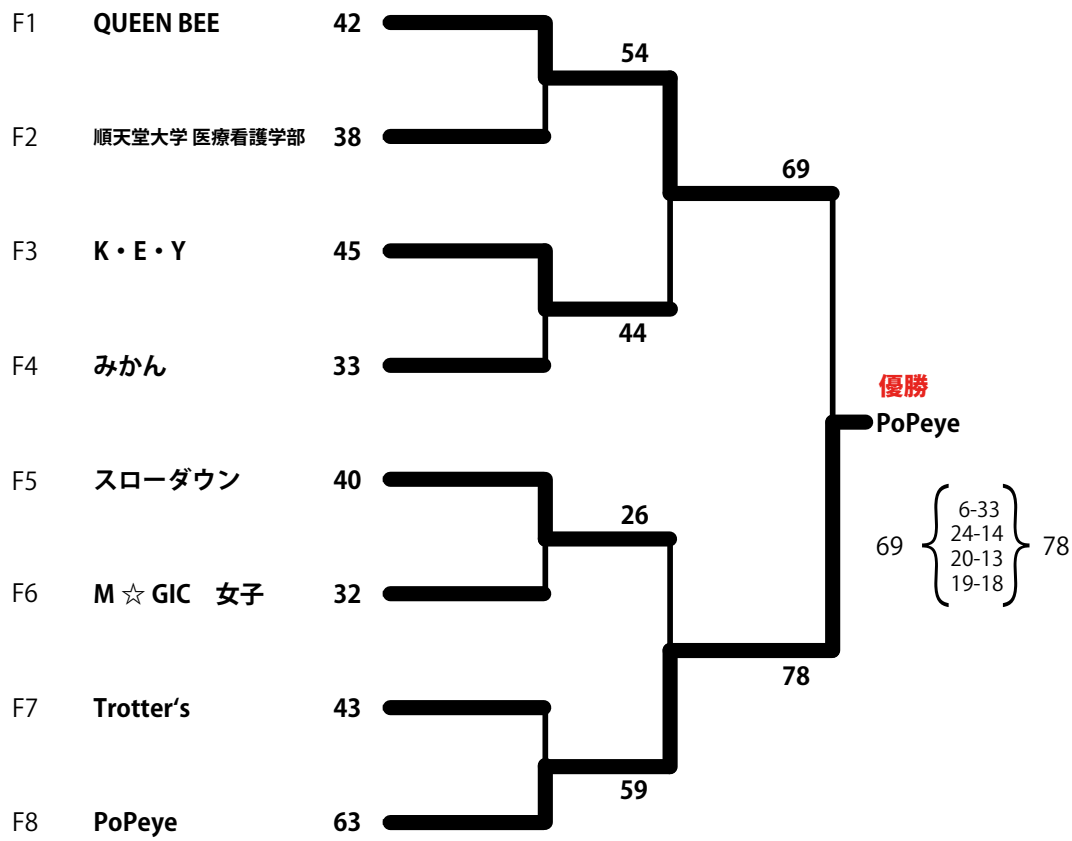 F1 QUEEN BEE 42
54
F2 順天堂大学 医療看護学部 38
69
F3 K・E・Y 45
44
F4 みかん 33
優勝
PoPeye
F5 スローダウン 40
26
6-33
24-14
69 78
20-13
19-18
F6 M ☆ GIC 女子 32
78
F7 Trotter‘s 43
59
F8 PoPeye 63